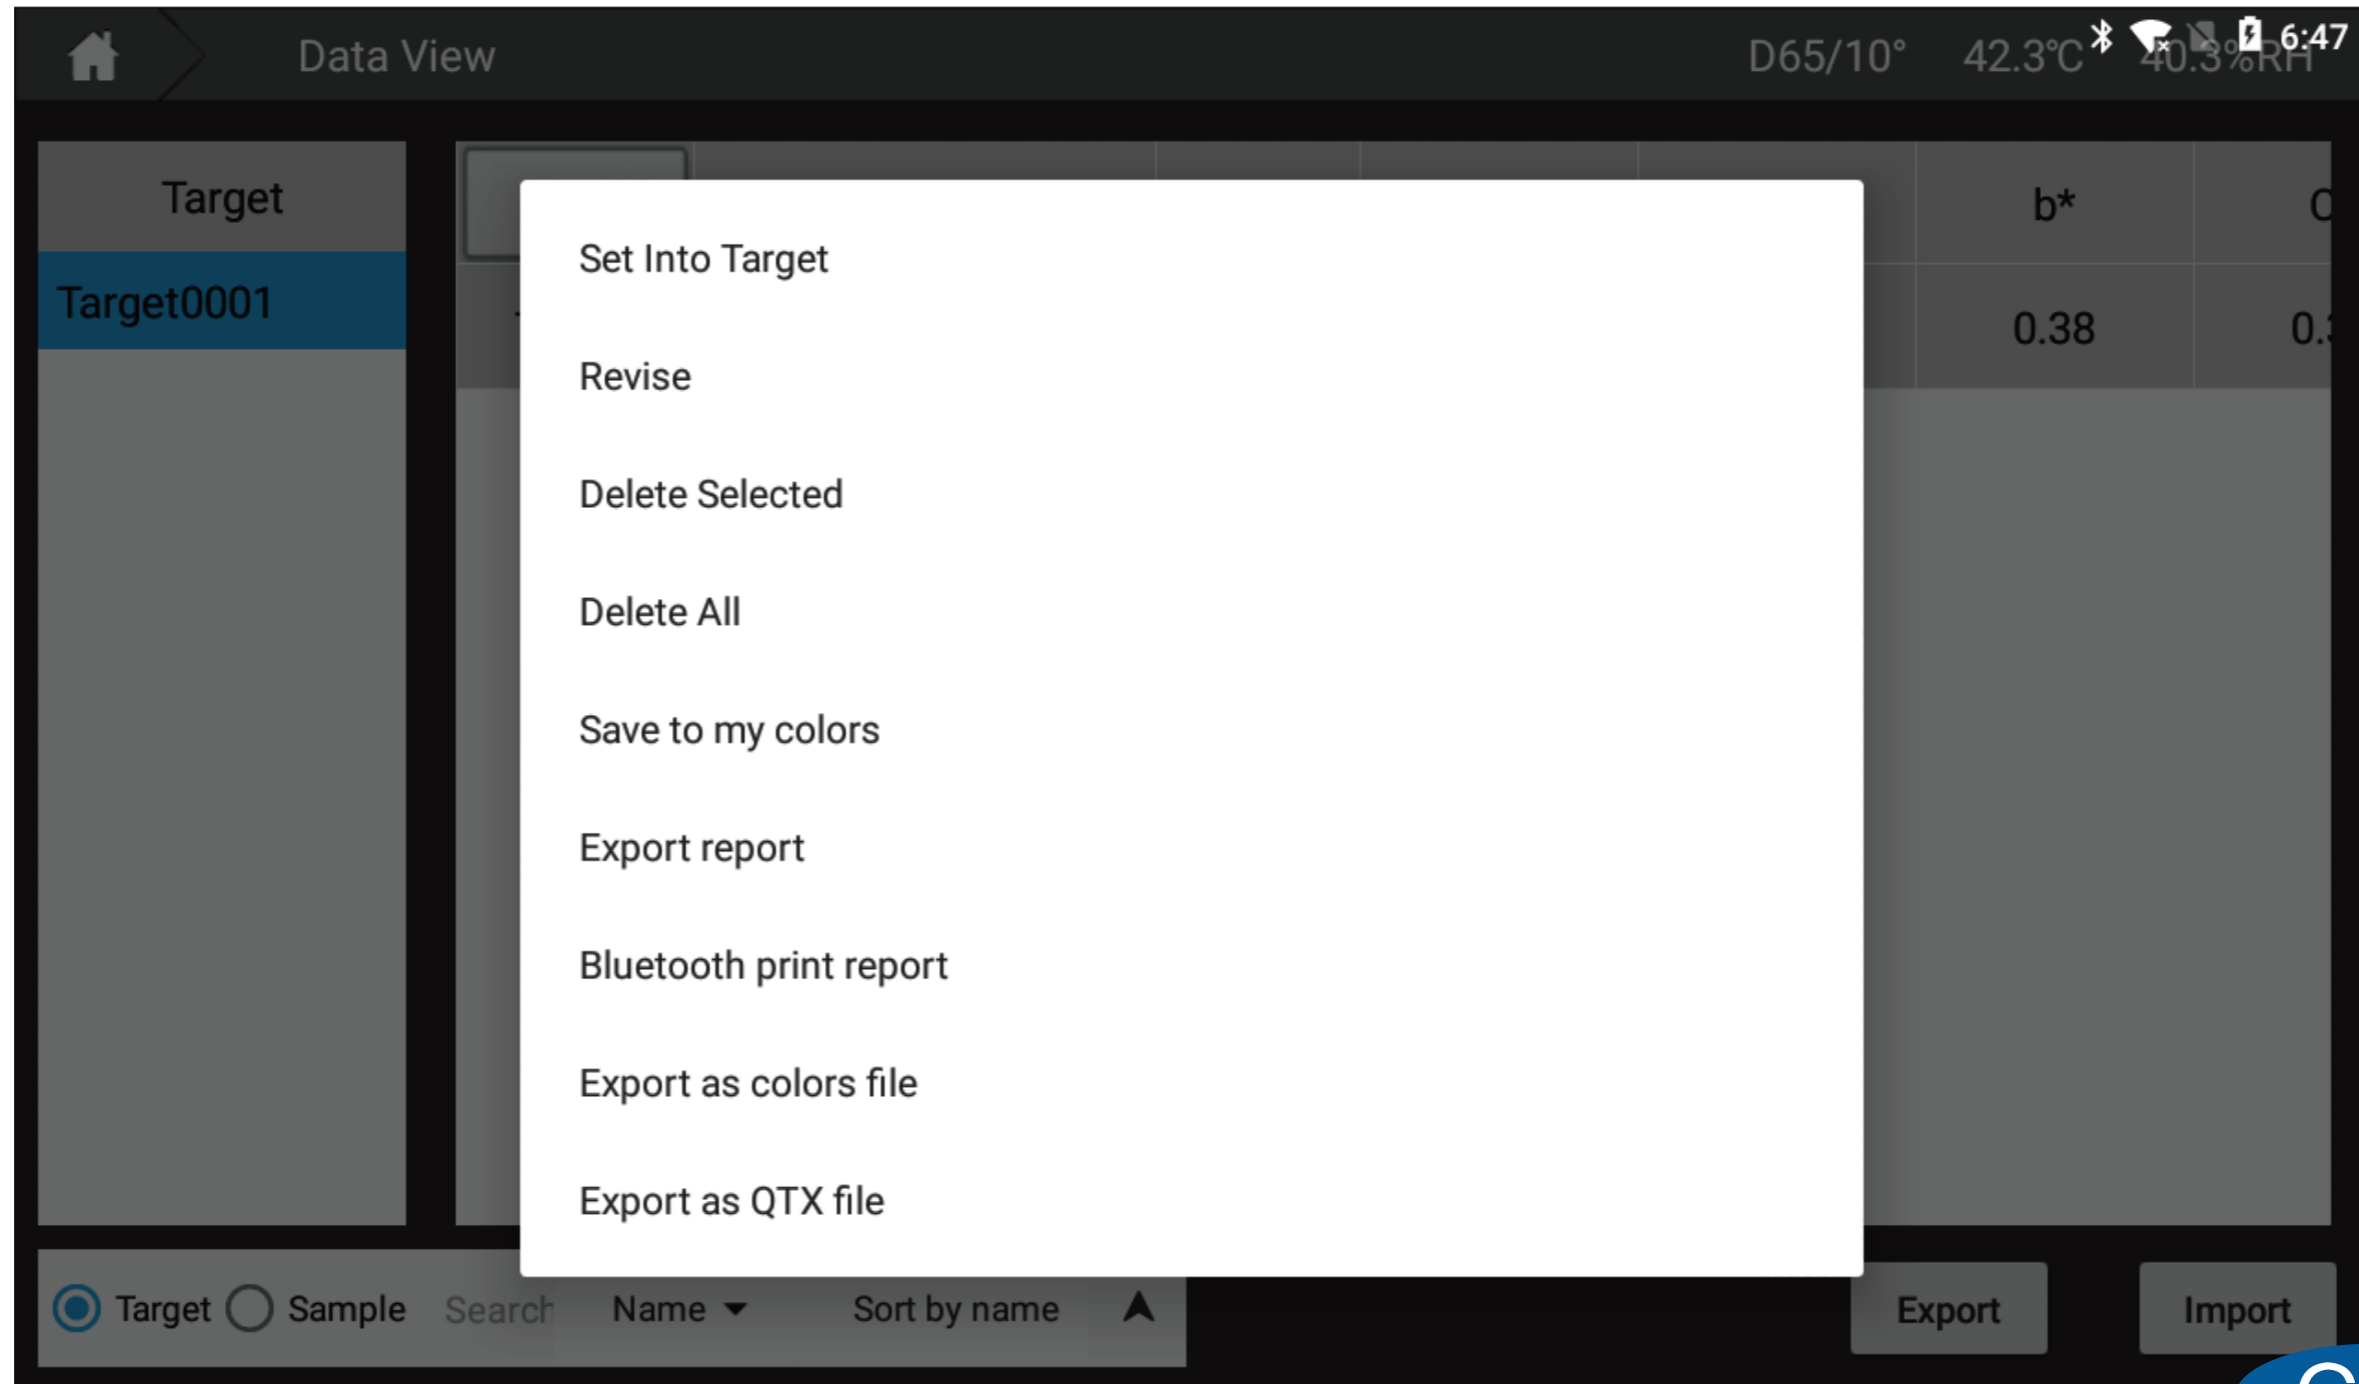 Data View
D65/10° 42.3℃ 40.3%RH 6:47
Target
b*
Target0001
0.38
Set Into Target
Revise
Delete Selected
Delete All
Save to my colors
Export report
Bluetooth print report
Export as colors file
Export as QTX file
Target Sample Search Name Sort by name Export Import